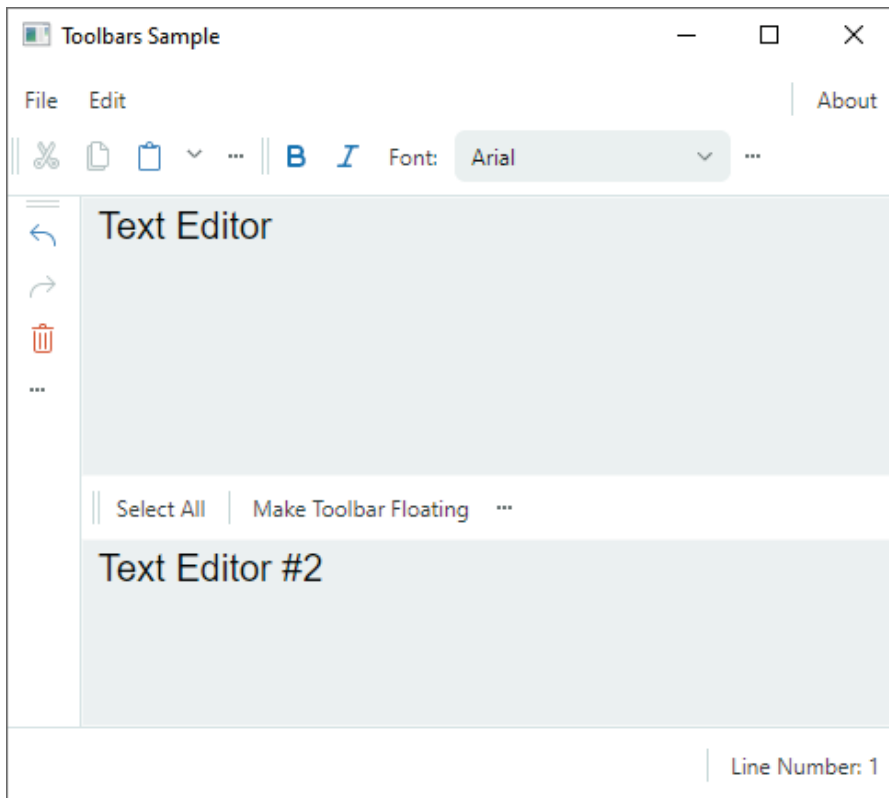 Toolbars Sample
File Edit About
B I Font: Arial
Text Editor
Select All Make Toolbar Floating
Text Editor #2
Line Number: 1